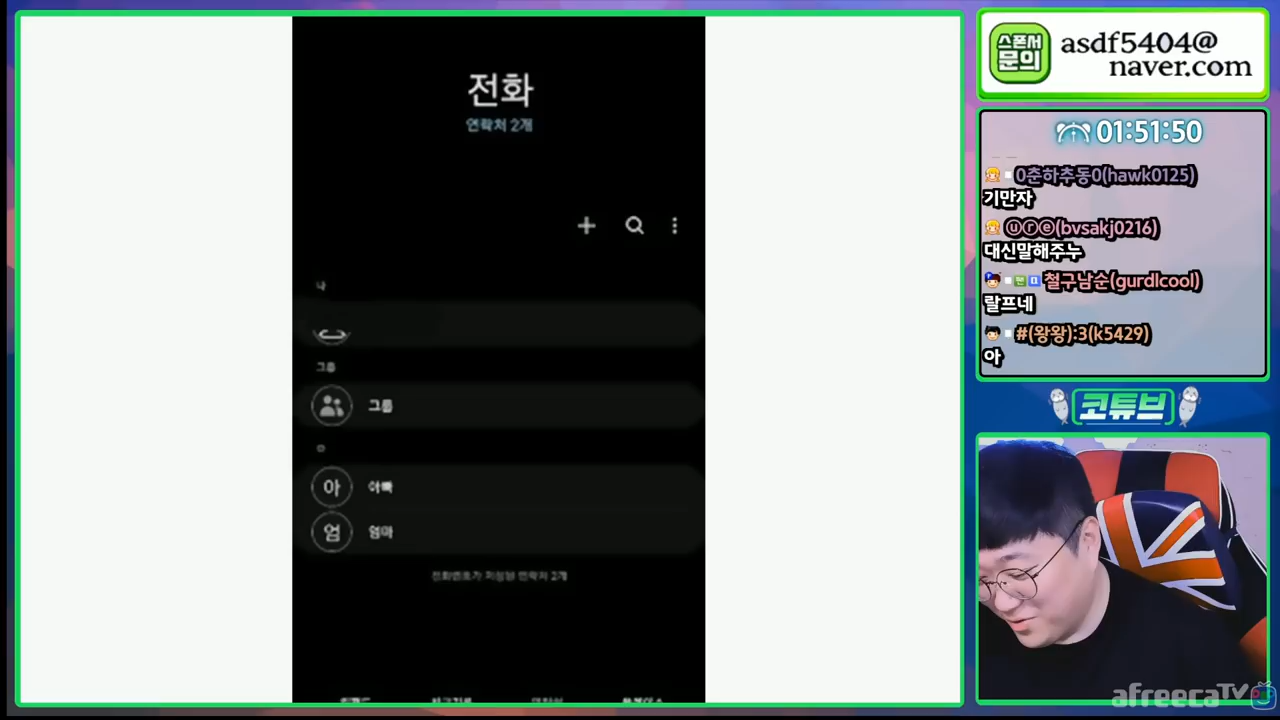 전화
연락처 2개
나
그룹
그룹
ㅇ
아 아빠
엄 엄마
전화번호가 저장된 연락처 2개
스폰서
문의
asdf5404@
naver.com
01:51:50
0춘하추동0(hawk0125)
기만자
ⓤⓡⓔ(bvsakj0216)
대신말해주누
팬 철구남순(gurdlcool)
랄프네
#(왕왕):3(k5429)
아
코튜브
afreecaTV